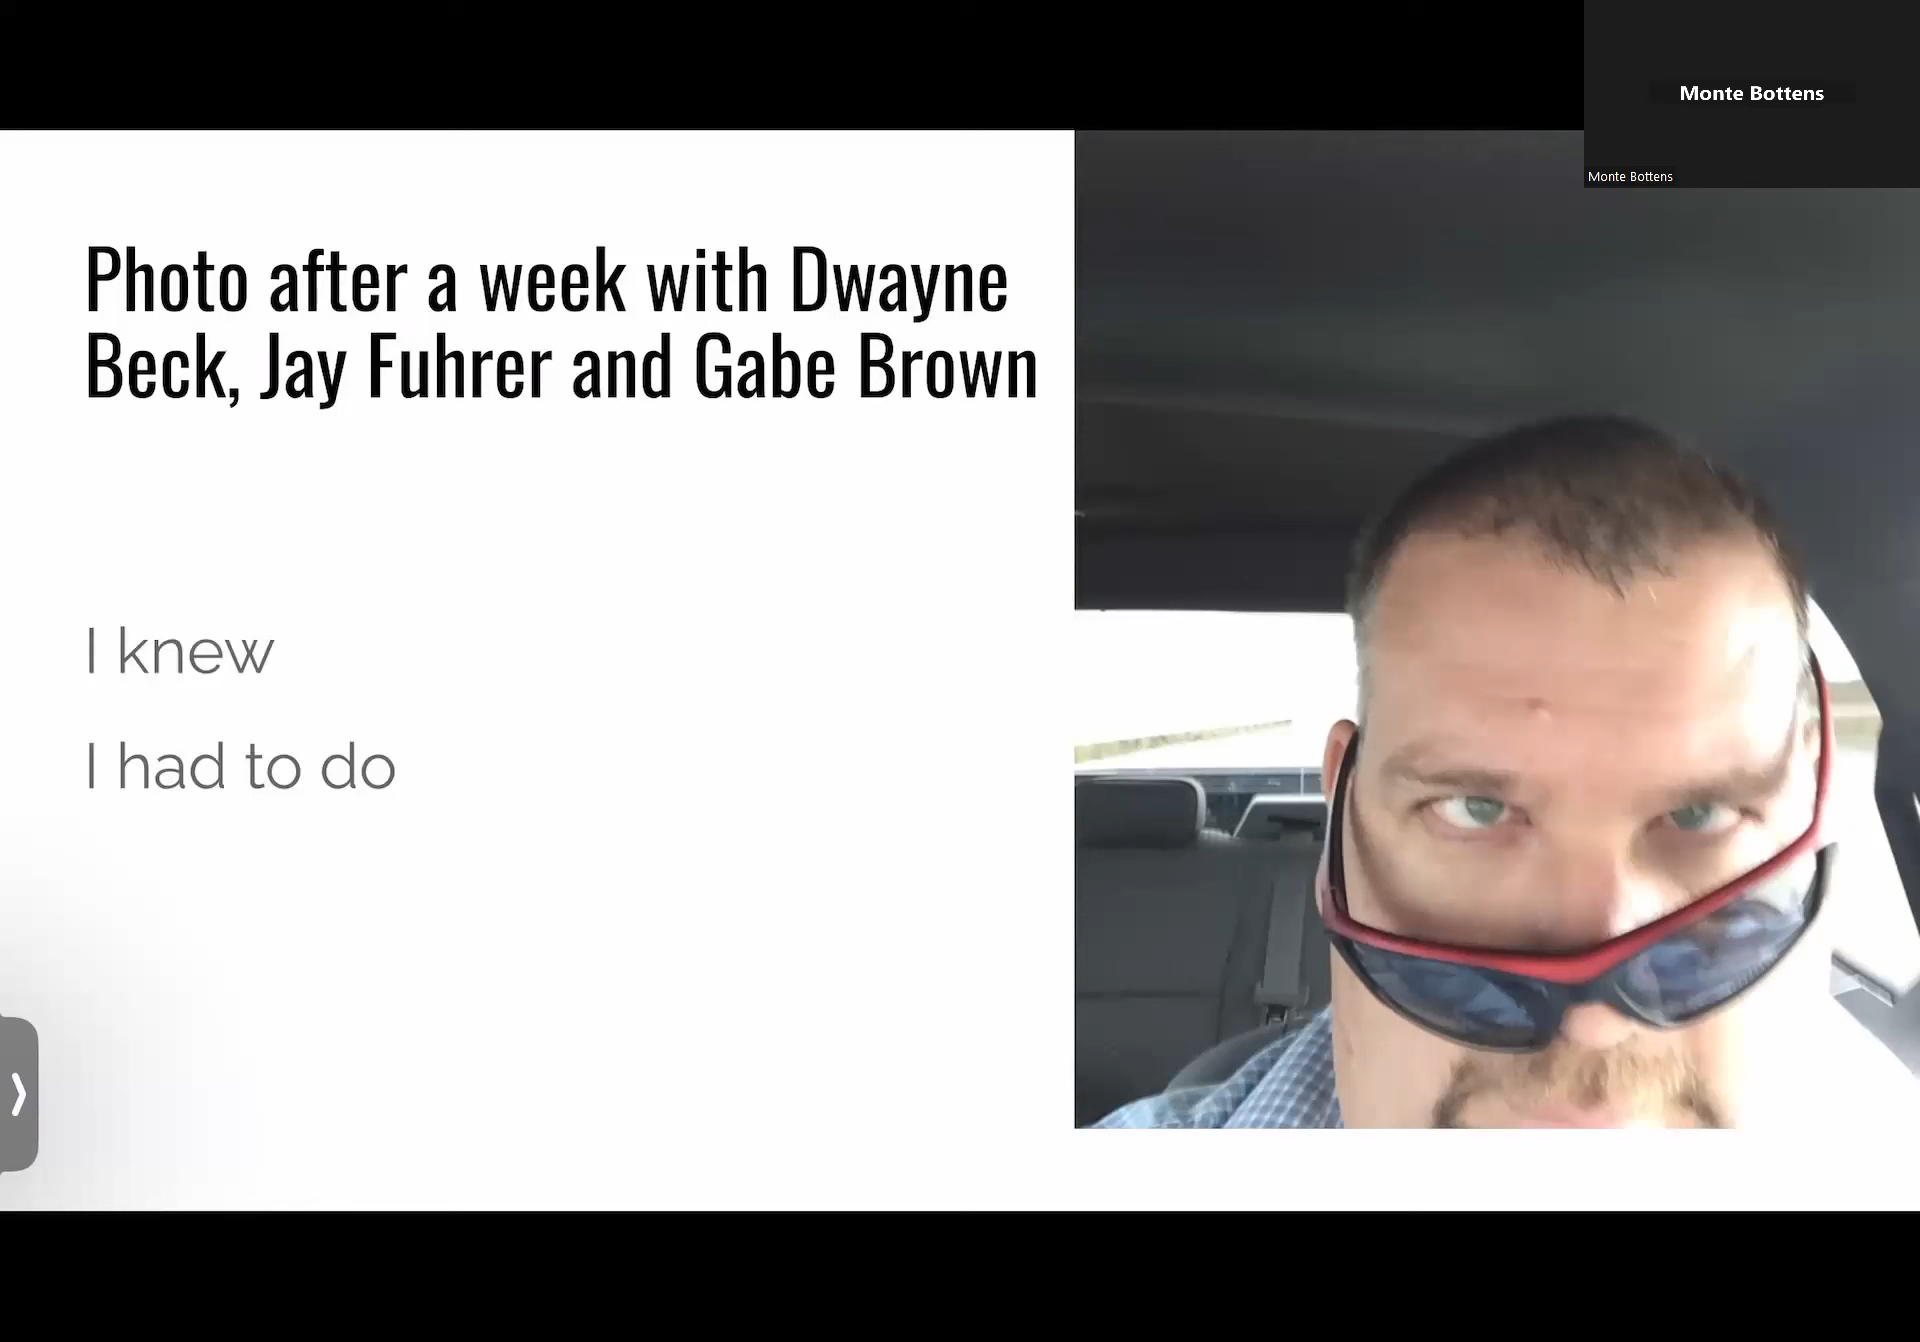 Monte Bottens
Monte Bottens
Photo after a week with Dwayne
Beck, Jay Fuhrer and Gabe Brown
I knew
I had to do